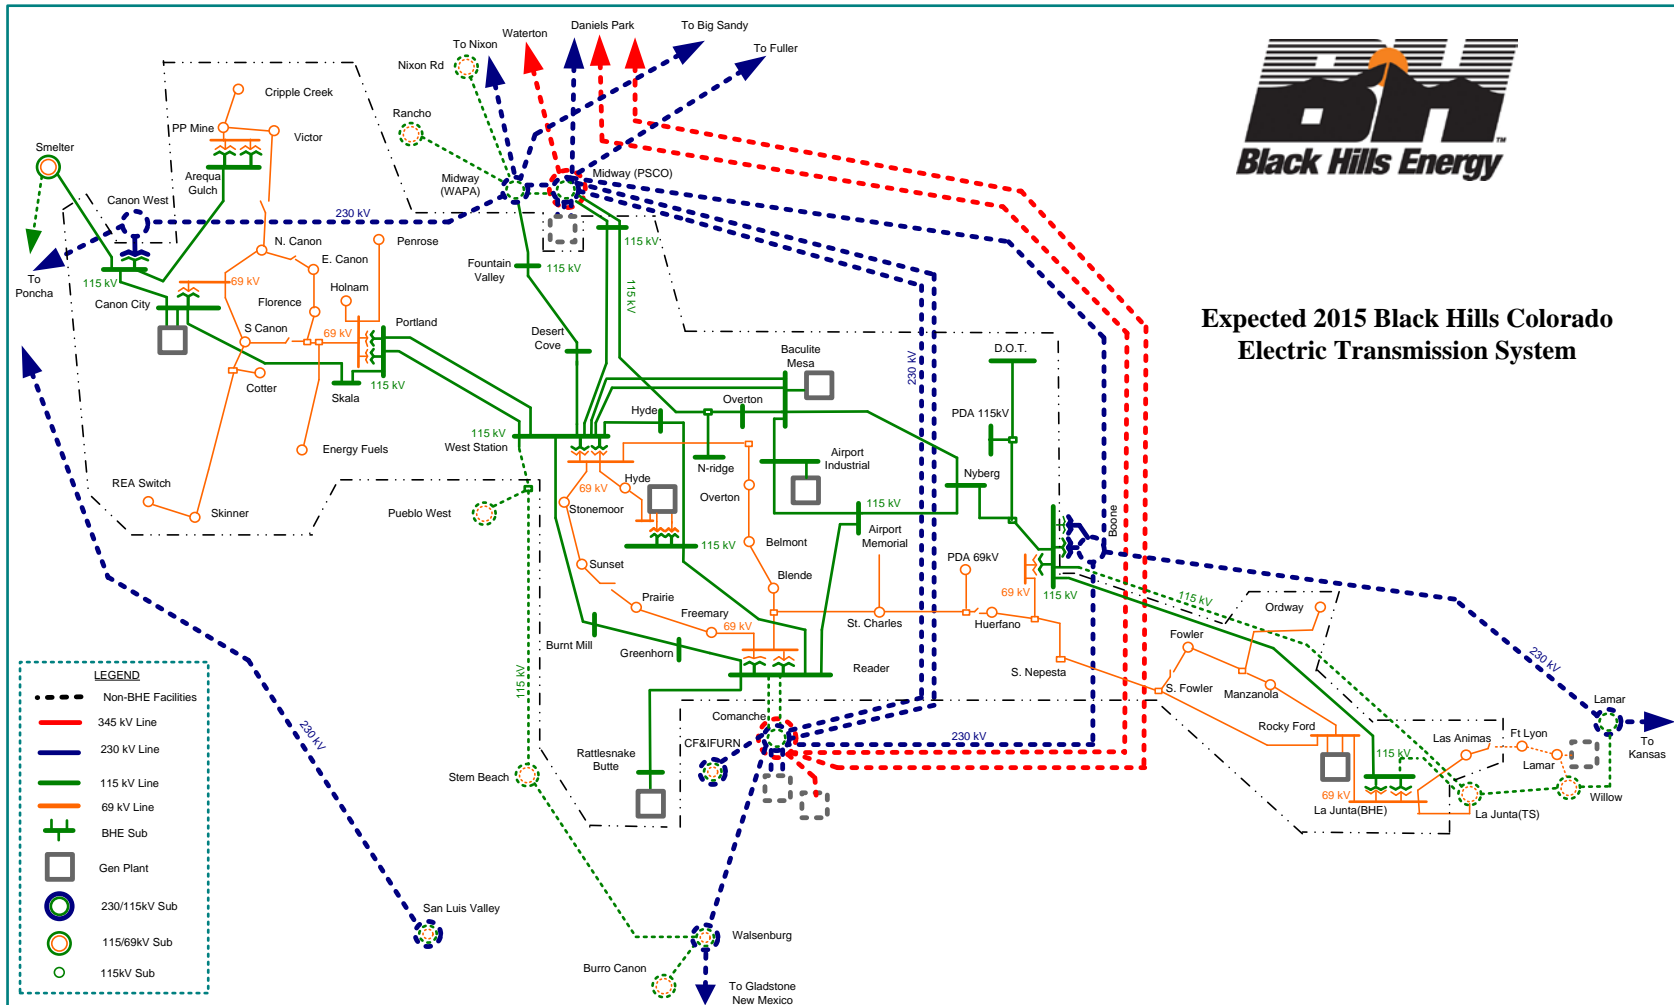 Waterton
Daniels Park
To Big Sandy
To Nixon
To Fuller
Nixon Rd
Cripple Creek
Rancho
PP Mine
Victor
Smelter
Arequa
Gulch
Midway
(WAPA)
Midway (PSCO)
Canon West
230 kV
BH
TM
Black Hills Energy
N. Canon
Penrose
115 kV
E. Canon
Fountain
Valley
115 kV
To
Poncha
115 kV
69 kV
Holnam
Canon City
Florence
115 kV
Expected 2015 Black Hills Colorado
Electric Transmission System
S Canon
69 kV
Portland
Desert
Cove
230 kV
D.O.T.
Baculite
Mesa
Cotter
Skala
115 kV
Hyde
Overton
PDA 115kV
115 kV
West Station
Energy Fuels
N-ridge
Airport
Industrial
Nyberg
69 kV
Hyde
REA Switch
Overton
Stonemoor
115 kV
Skinner
Pueblo West
Airport
Memorial
Boone
Belmont
115 kV
PDA 69kV
Sunset
Blende
69 kV
115 kV
115 kV
Ordway
Prairie
Freemary
St. Charles
Huerfano
69 kV
Burnt Mill
Greenhorn
Fowler
Reader
S. Nepesta
230 kV
S. Fowler
Manzanola
115 kV
LEGEND
Non-BHE Facilities
345 kV Line
230 kV Line
115 kV Line
69 kV Line
BHE Sub
Gen Plant
230/115kV Sub
115/69kV Sub
115kV Sub
230 kV
Comanche
Lamar
CF&IFURN
230 kV
Rocky Ford
Las Animas
Ft Lyon
To
Kansas
Rattlesnake
Butte
115 kV
Lamar
Stem Beach
69 kV
Willow
La Junta(BHE)
La Junta(TS)
San Luis Valley
Walsenburg
Burro Canon
To Gladstone
New Mexico